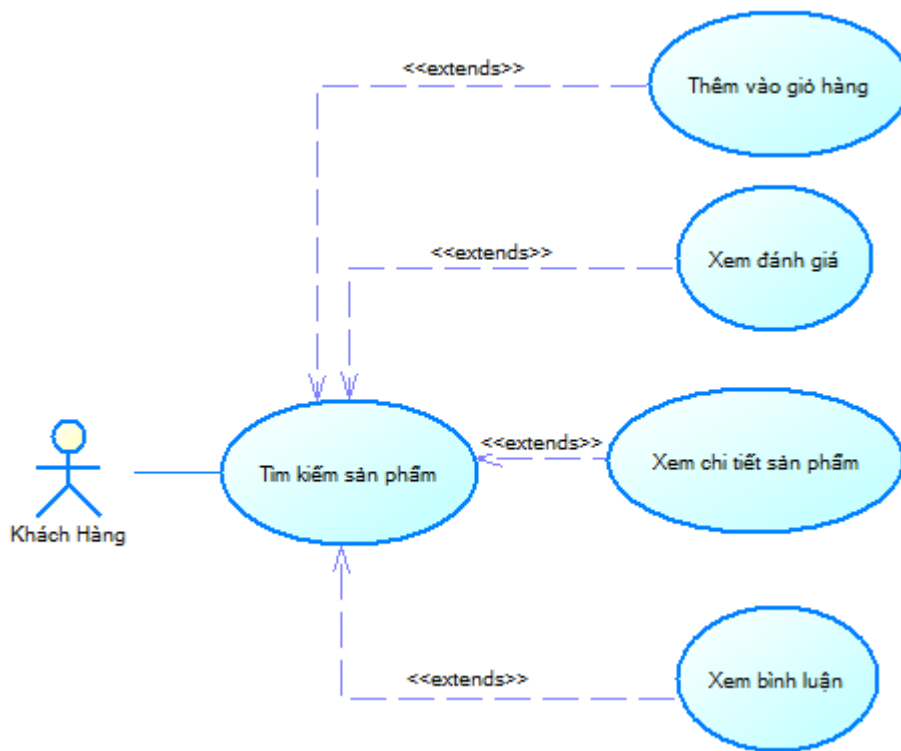 <<extends>>
Thêm vào giỏ hàng
<<extends>>
Xem đánh giá
<<extends>>
Xem chi tiết sản phẩm
Tìm kiếm sản phẩm
Khách Hàng
<<extends>>
Xem bình luận